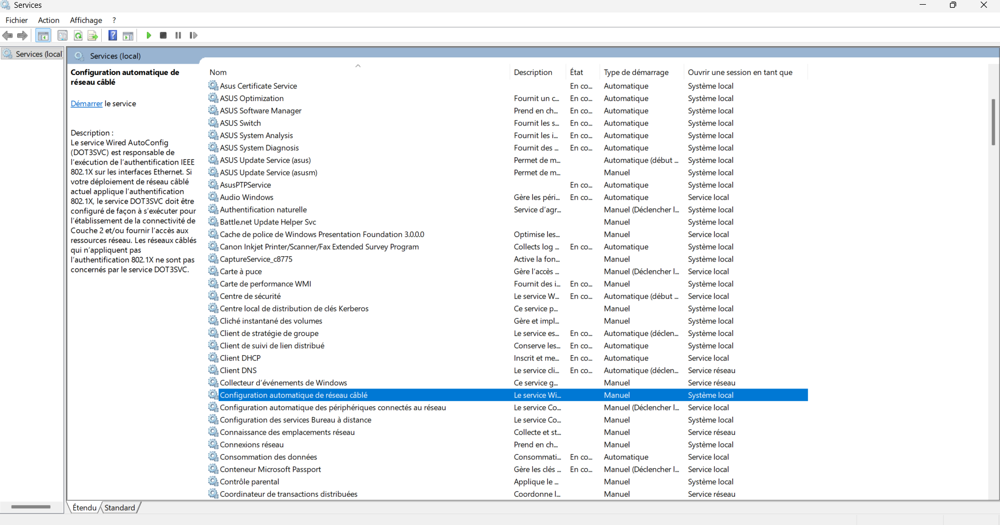 Services
Fichier Action Affichage ?
Services (local
Services (local)
Configuration automatique de
réseau câblé
Démarrer le service
Description :
Le service Wired AutoConfig
(DOT3SVC) est responsable de
l'exécution de l'authentification IEEE
802.1X sur les interfaces Ethernet. Si
votre déploiement de réseau câblé
actuel applique l'authentification
802.1X, le service DOT3SVC doit être
configuré de façon à s'exécuter pour
l'établissement de la connectivité de
Couche 2 et/ou fournir l'accès aux
ressources réseau. Les réseaux câblés
qui n'appliquent pas
l'authentification 802.1X ne sont pas
concernés par le service DOT3SVC.
Nom Description État Type de démarrage Ouvrir une session en tant que
Asus Certificate Service En co... Automatique Système local
ASUS Optimization Fournit un c... En co... Automatique Système local
ASUS Software Manager Prend en ch... En co... Automatique Système local
ASUS Switch Fournit les s... En co... Automatique Système local
ASUS System Analysis Fournit les i... En co... Automatique Système local
ASUS System Diagnosis Fournit des ... En co... Automatique Système local
ASUS Update Service (asus) Permet de m... Automatique (début ... Système local
ASUS Update Service (asusm) Permet de m... Manuel Système local
AsusPTPService En co... Automatique Système local
Audio Windows Gère les péri... En co... Automatique Service local
Authentification naturelle Service d'agr... Manuel (Déclencher l... Système local
Battle.net Update Helper Svc Manuel Système local
Cache de police de Windows Presentation Foundation 3.0.0.0 Optimise les... Manuel Service local
Canon Inkjet Printer/Scanner/Fax Extended Survey Program Collects log ... En co... Automatique Système local
CaptureService_c8775 Active la fon... Manuel Système local
Carte à puce Gère l'accès ... Manuel (Déclencher l... Service local
Carte de performance WMI Fournit des i... En co... Manuel Système local
Centre de sécurité Le service W... En co... Automatique (début ... Service local
Centre local de distribution de clés Kerberos Ce service p... Manuel Système local
Cliché instantané des volumes Gère et impl... Manuel Système local
Client de stratégie de groupe Le service es... En co... Automatique (déclen... Système local
Client de suivi de lien distribué Conserve les... En co... Automatique Système local
Client DHCP Inscrit et me... En co... Automatique Service local
Client DNS Le service cli... En co... Automatique (déclen... Service réseau
Collecteur d'événements de Windows Ce service g... Manuel Service réseau
Configuration automatique de réseau câblé Le service Wi... Manuel Système local
Configuration automatique des périphériques connectés au réseau Le service Co... Manuel (Déclencher l... Service local
Configuration des services Bureau à distance Le service Co... Manuel Système local
Connaissance des emplacements réseau Collecte et st... Manuel Service réseau
Connexions réseau Prend en ch... Manuel Système local
Consommation des données Consommati... En co... Automatique Service local
Conteneur Microsoft Passport Gère les clés ... En co... Manuel (Déclencher l... Service local
Contrôle parental Applique le ... Manuel Système local
Coordinateur de transactions distribuées Coordonne l... Manuel Service réseau
Étendu Standard